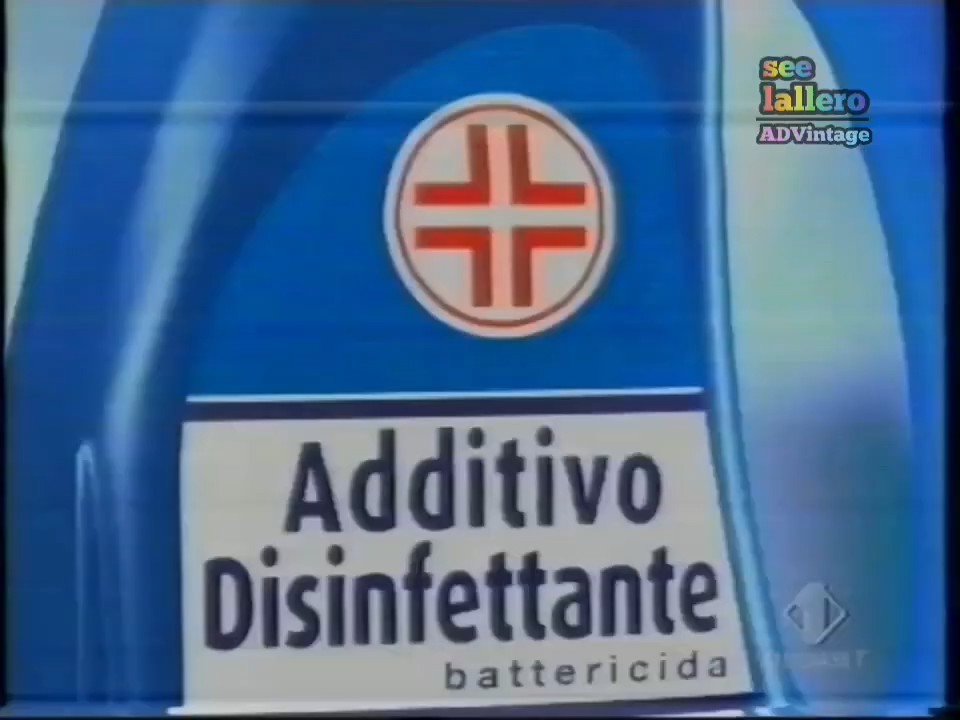 see
lallero
ADVintage
Additivo
Disinfettante
battericida